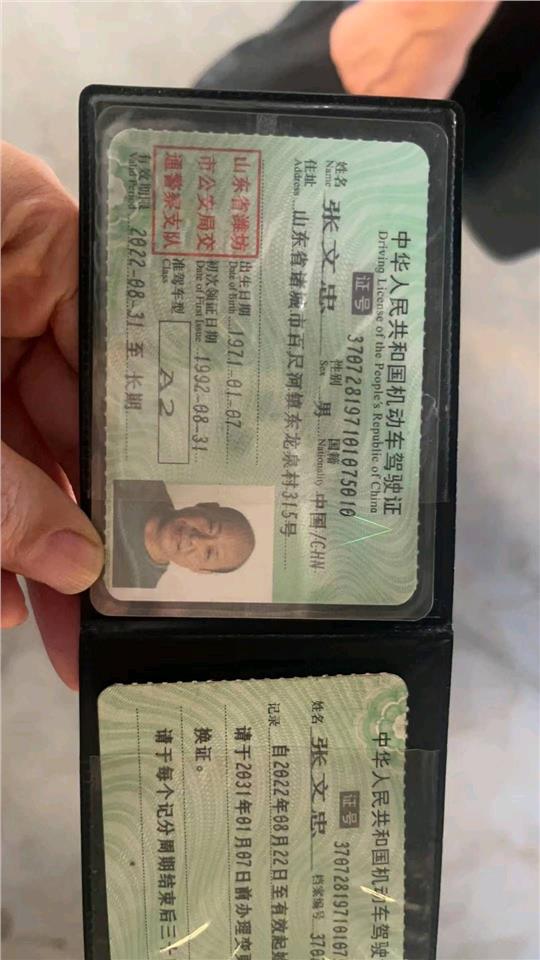 中华人民共和国机动车驾驶证
Driving License of the People's Republic of China
证号 370728197101075010
姓名 张文忠 性别 男 国籍 中国/CHN
Name Sex Nationality
住址 山东省诸城市百尺河镇东龙泉村315号
Address
山东省潍坊
市公安局交
通警察支队
出生日期 1971-01-07
Date of Birth
初次领证日期 1992-08-31
Date of First Issue
准驾车型 A2
Class
有效期限 2022-08-31 至 长期
Valid Period
中华人民共和国机动车驾驶
证号 3707281971010
姓名 张文忠 档案编号 370
记录 自2022年08月22日至有效起始
请于2031年01月07日前办理变更
换证。
请于每个记分周期结束后三十